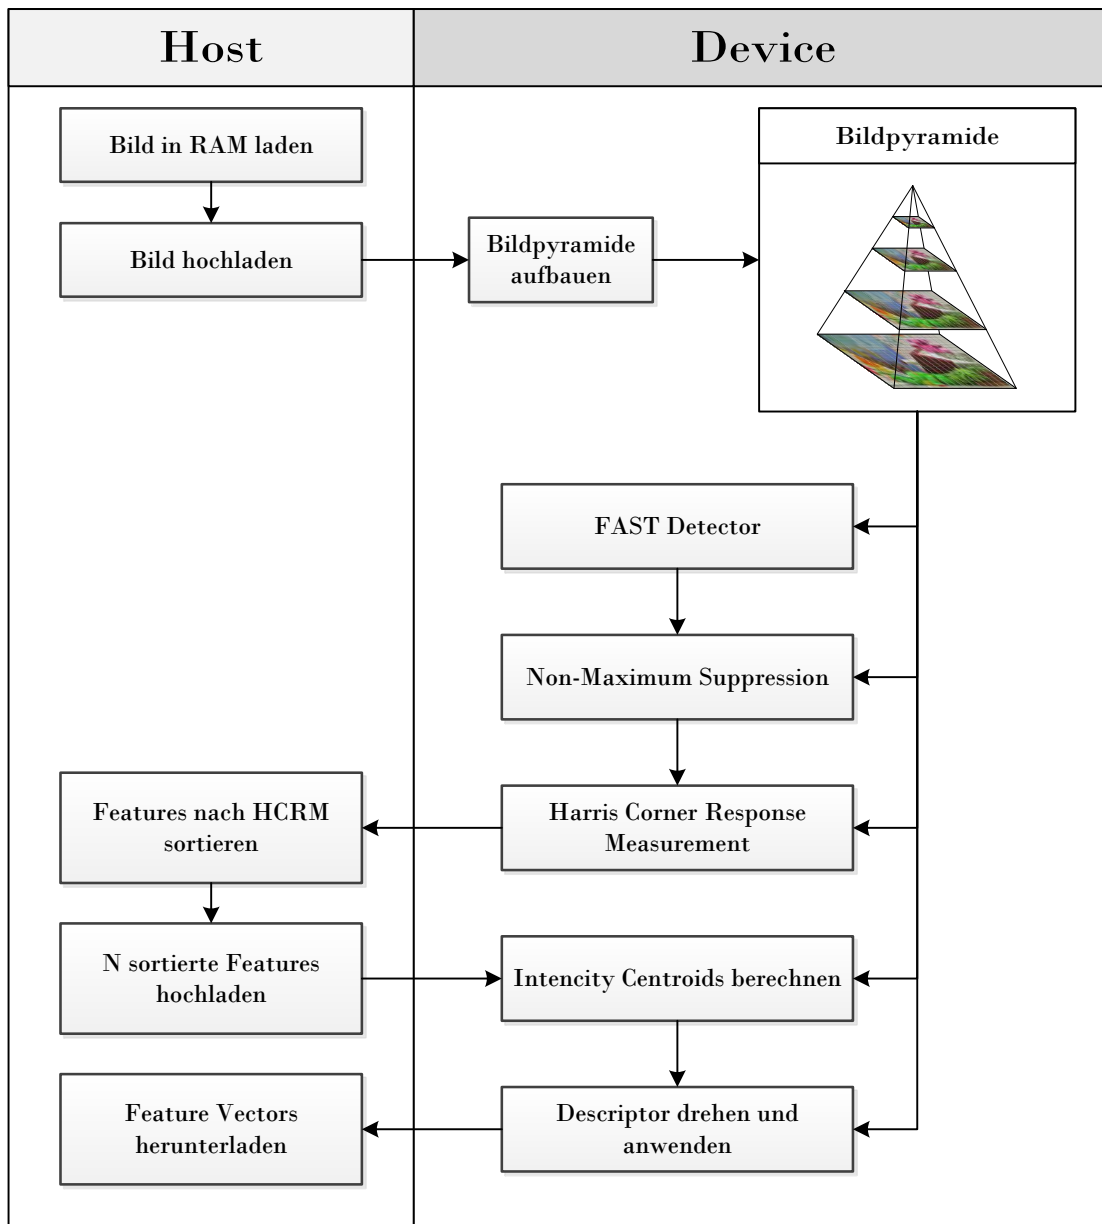 Host
Device
Bild in RAM laden
Bildpyramide
Bild hochladen
Bildpyramide
aufbauen
FAST Detector
Non-Maximum Suppression
Features nach HCRM
sortieren
Harris Corner Response
Measurement
N sortierte Features
hochladen
Intencity Centroids berechnen
Feature Vectors
herunterladen
Descriptor drehen und
anwenden